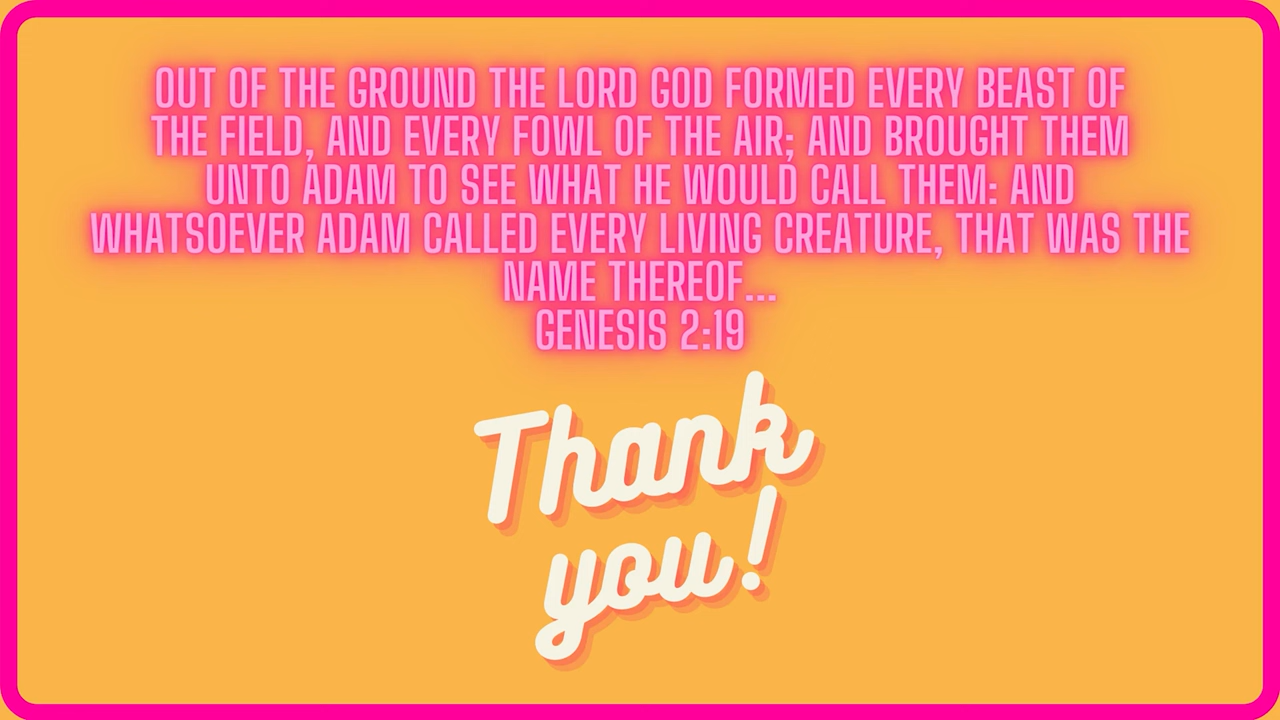 OUT OF THE GROUND THE LORD GOD FORMED EVERY BEAST OF
THE FIELD, AND EVERY FOWL OF THE AIR; AND BROUGHT THEM
UNTO ADAM TO SEE WHAT HE WOULD CALL THEM: AND
WHATSOEVER ADAM CALLED EVERY LIVING CREATURE, THAT WAS THE
NAME THEREOF...
GENESIS 2:19
Thank
you!